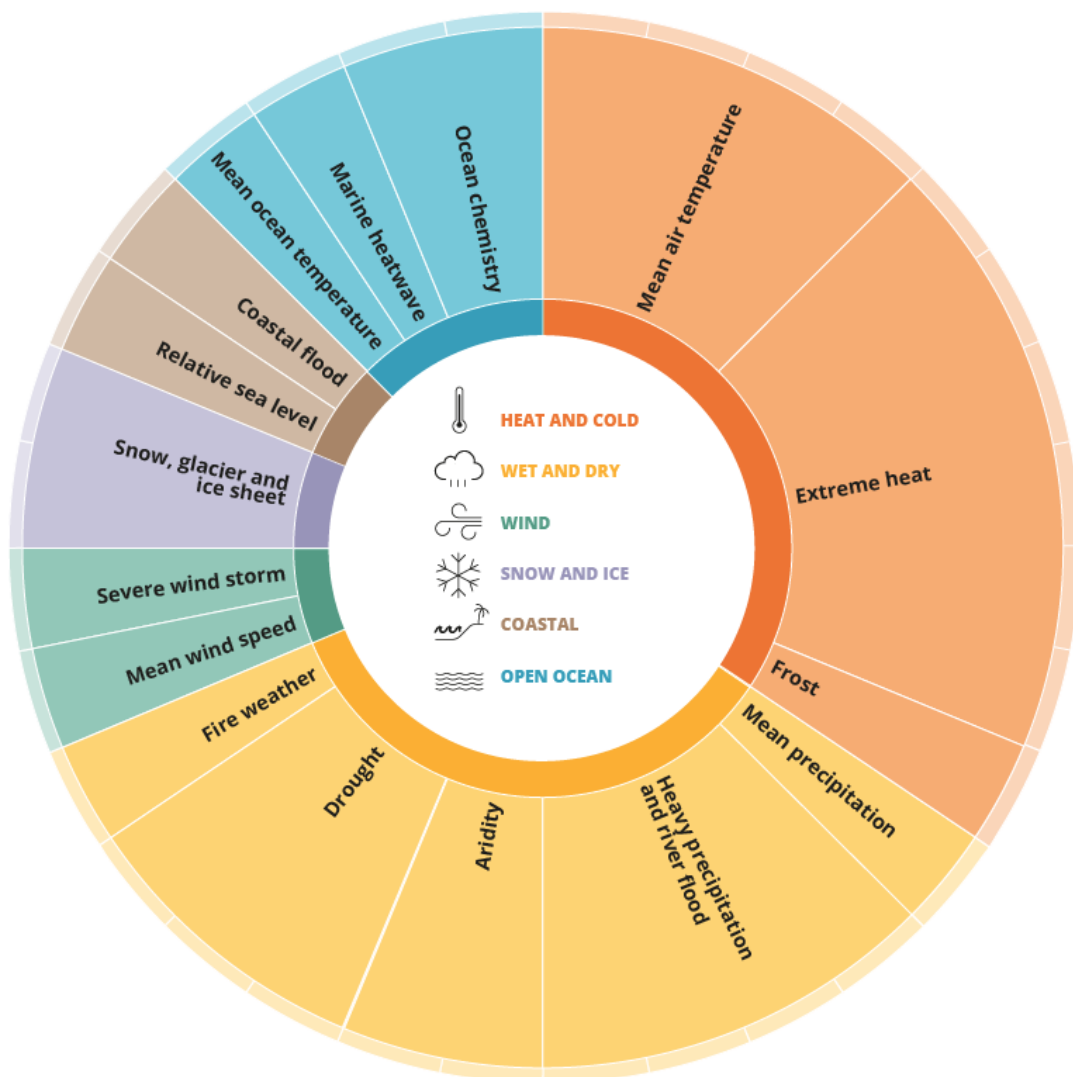 Mean air temperature
Extreme heat
Frost
Mean precipitation
Heavy precipitation
and river flood
Aridity
Drought
Fire weather
Mean wind speed
Severe wind storm
Snow, glacier and
ice sheet
Relative sea level
Coastal flood
Mean ocean temperature
Marine heatwave
Ocean chemistry
HEAT AND COLD
WET AND DRY
WIND
SNOW AND ICE
COASTAL
OPEN OCEAN